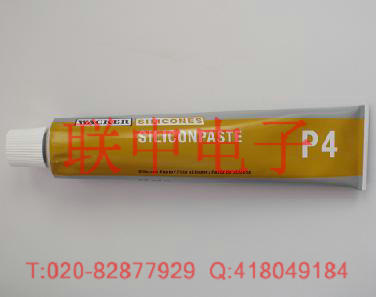 WACKER SILICONES
SILICONPASTE
P4
联中电子
T:020-82877929 Q:418049184